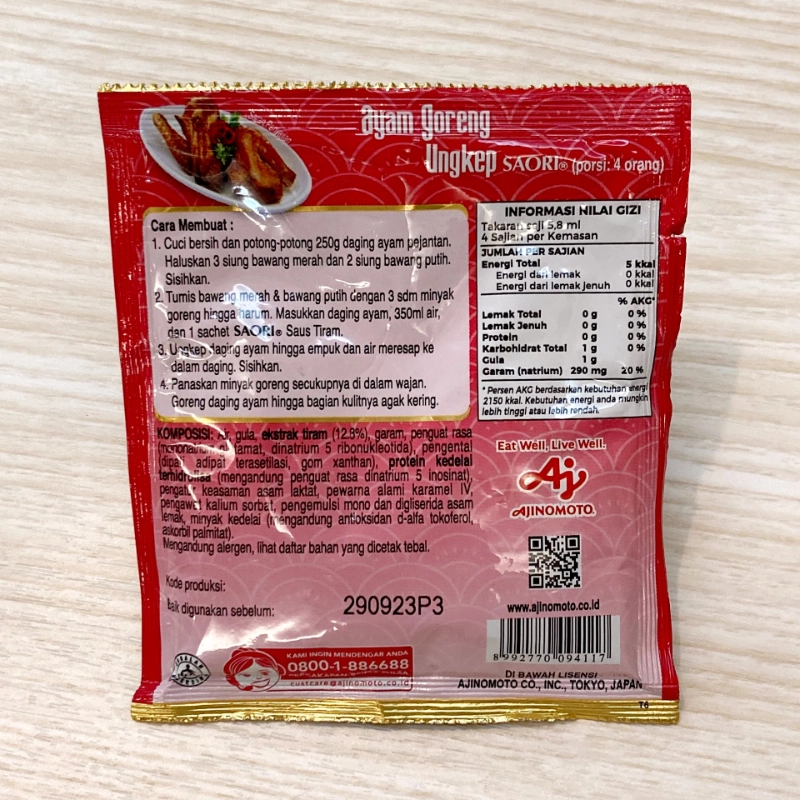 Ayam Goreng
Ungkep SAORI® (porsi: 4 orang)
Cara Membuat :
1. Cuci bersih dan potong-potong 250g daging ayam pejantan.
Haluskan 3 siung bawang merah dan 2 siung bawang putih.
Sisihkan.
2. Tumis bawang merah & bawang putih dengan 3 sdm minyak
goreng hingga harum. Masukkan daging ayam, 350ml air,
dan 1 sachet SAORI® Saus Tiram.
3. Ungkep daging ayam hingga empuk dan air meresap ke
dalam daging. Sisihkan.
4. Panaskan minyak goreng secukupnya di dalam wajan.
Goreng daging ayam hingga bagian kulitnya agak kering.
INFORMASI NILAI GIZI
Takaran saji 5,8 ml
4 Sajian per Kemasan
JUMLAH PER SAJIAN
Energi Total 5 kkal
Energi dari lemak 0 kkal
Energi dari lemak jenuh 0 kkal
% AKG*
Lemak Total 0 g 0 %
Lemak Jenuh 0 g 0 %
Protein 0 g 0 %
Karbohidrat Total 1 g 0 %
Gula 1 g
Garam (natrium) 290 mg 20 %
* Persen AKG berdasarkan kebutuhan energi
2150 kkal. Kebutuhan energi anda mungkin
lebih tinggi atau lebih rendah.
KOMPOSISI: Air, gula, ekstrak tiram (12.8%), garam, penguat rasa
(mononatrium glutamat, dinatrium 5 ribonukleotida), pengental
(dipati adipat terasetilasi, gom xanthan), protein kedelai
terhidrolisa (mengandung penguat rasa dinatrium 5 inosinat),
pengatur keasaman asam laktat, pewarna alami karamel IV,
pengawet kalium sorbat, pengemulsi mono dan digliserida asam
lemak, minyak kedelai (mengandung antioksidan d-alfa tokoferol,
askorbil palmitat).
Mengandung alergen, lihat daftar bahan yang dicetak tebal.
Eat Well, Live Well.
AJINOMOTO®
Kode produksi:
Baik digunakan sebelum: 290923P3
www.ajinomoto.co.id
8 992770 094117
KAMI INGIN MENDENGAR ANDA
0800-1-886688
custcare@ajinomoto.co.id
DI BAWAH LISENSI
AJINOMOTO CO., INC., TOKYO, JAPAN
T6